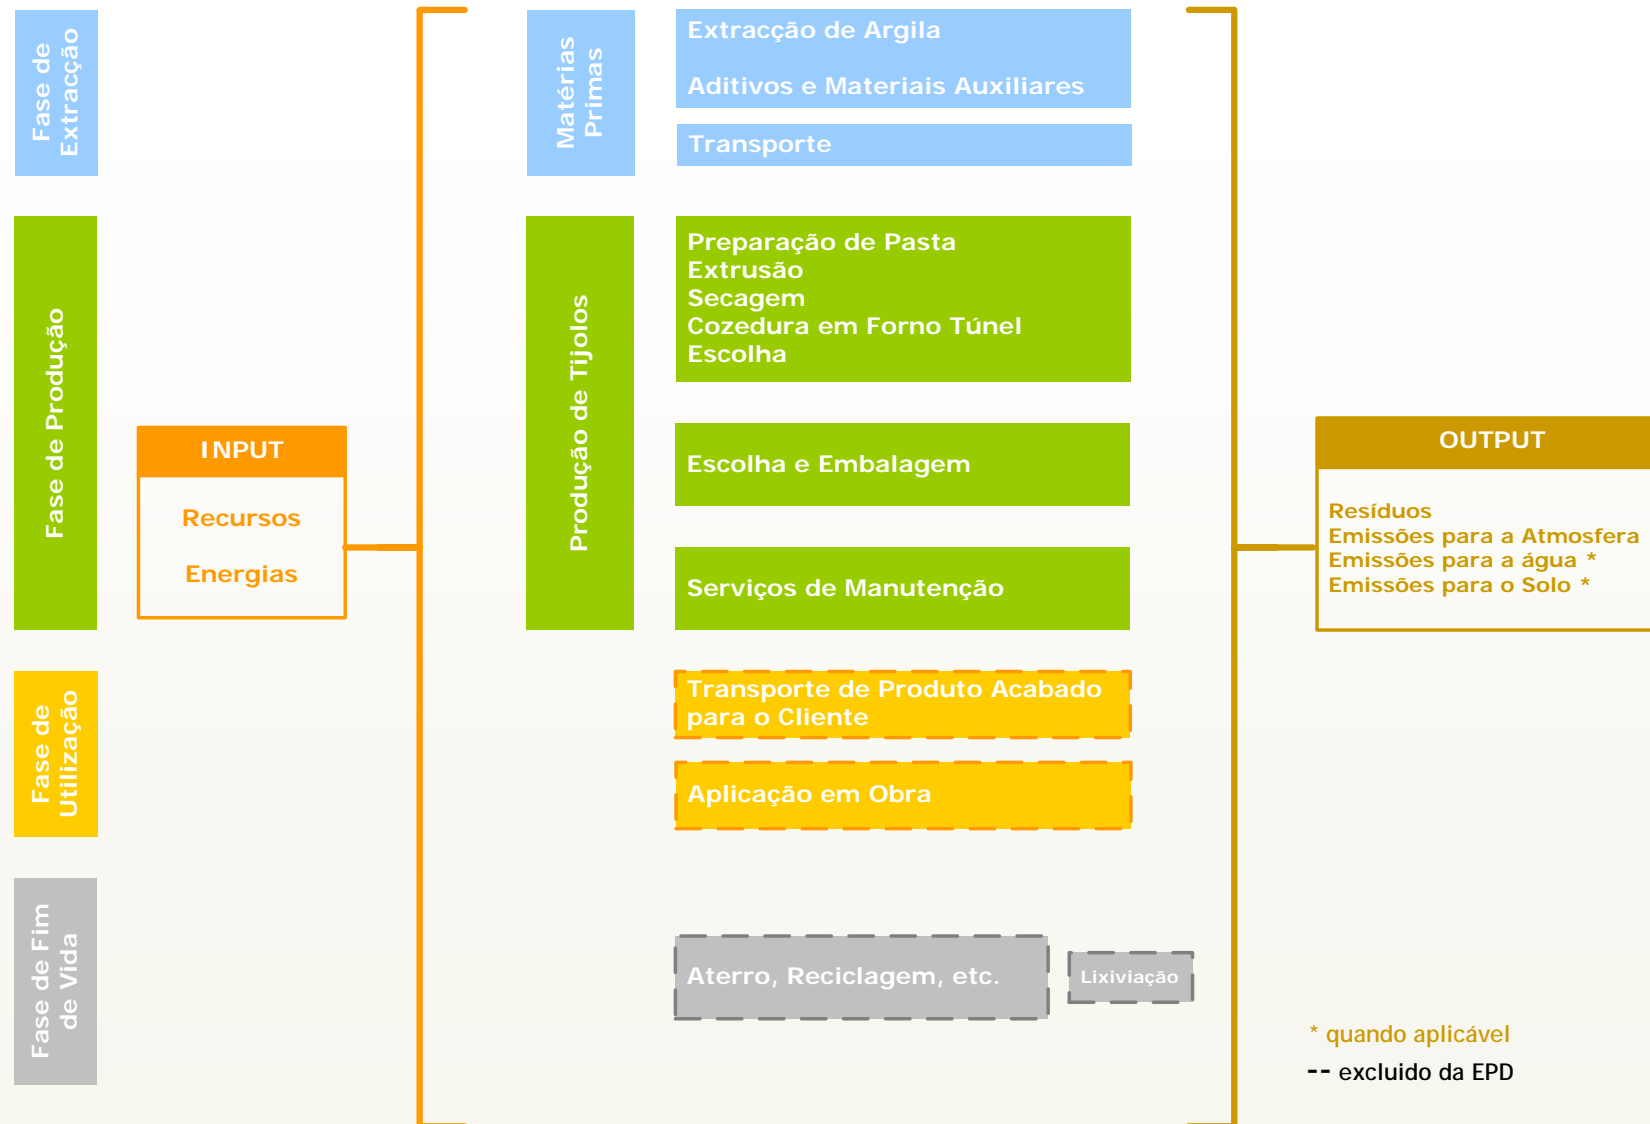 Fase de
Extracção
Matérias
Primas
Extracção de Argila
Aditivos e Materiais Auxiliares
Transporte
Fase de Produção
INPUT
Recursos
Energias
Produção de Tijolos
Preparação de Pasta
Extrusão
Secagem
Cozedura em Forno Túnel
Escolha
Escolha e Embalagem
Serviços de Manutenção
OUTPUT
Resíduos
Emissões para a Atmosfera
Emissões para a água *
Emissões para o Solo *
Fase de
Utilização
Transporte de Produto Acabado
para o Cliente
Aplicação em Obra
Fase de Fim
de Vida
Aterro, Reciclagem, etc.
Lixiviação
* quando aplicável
-- excluido da EPD